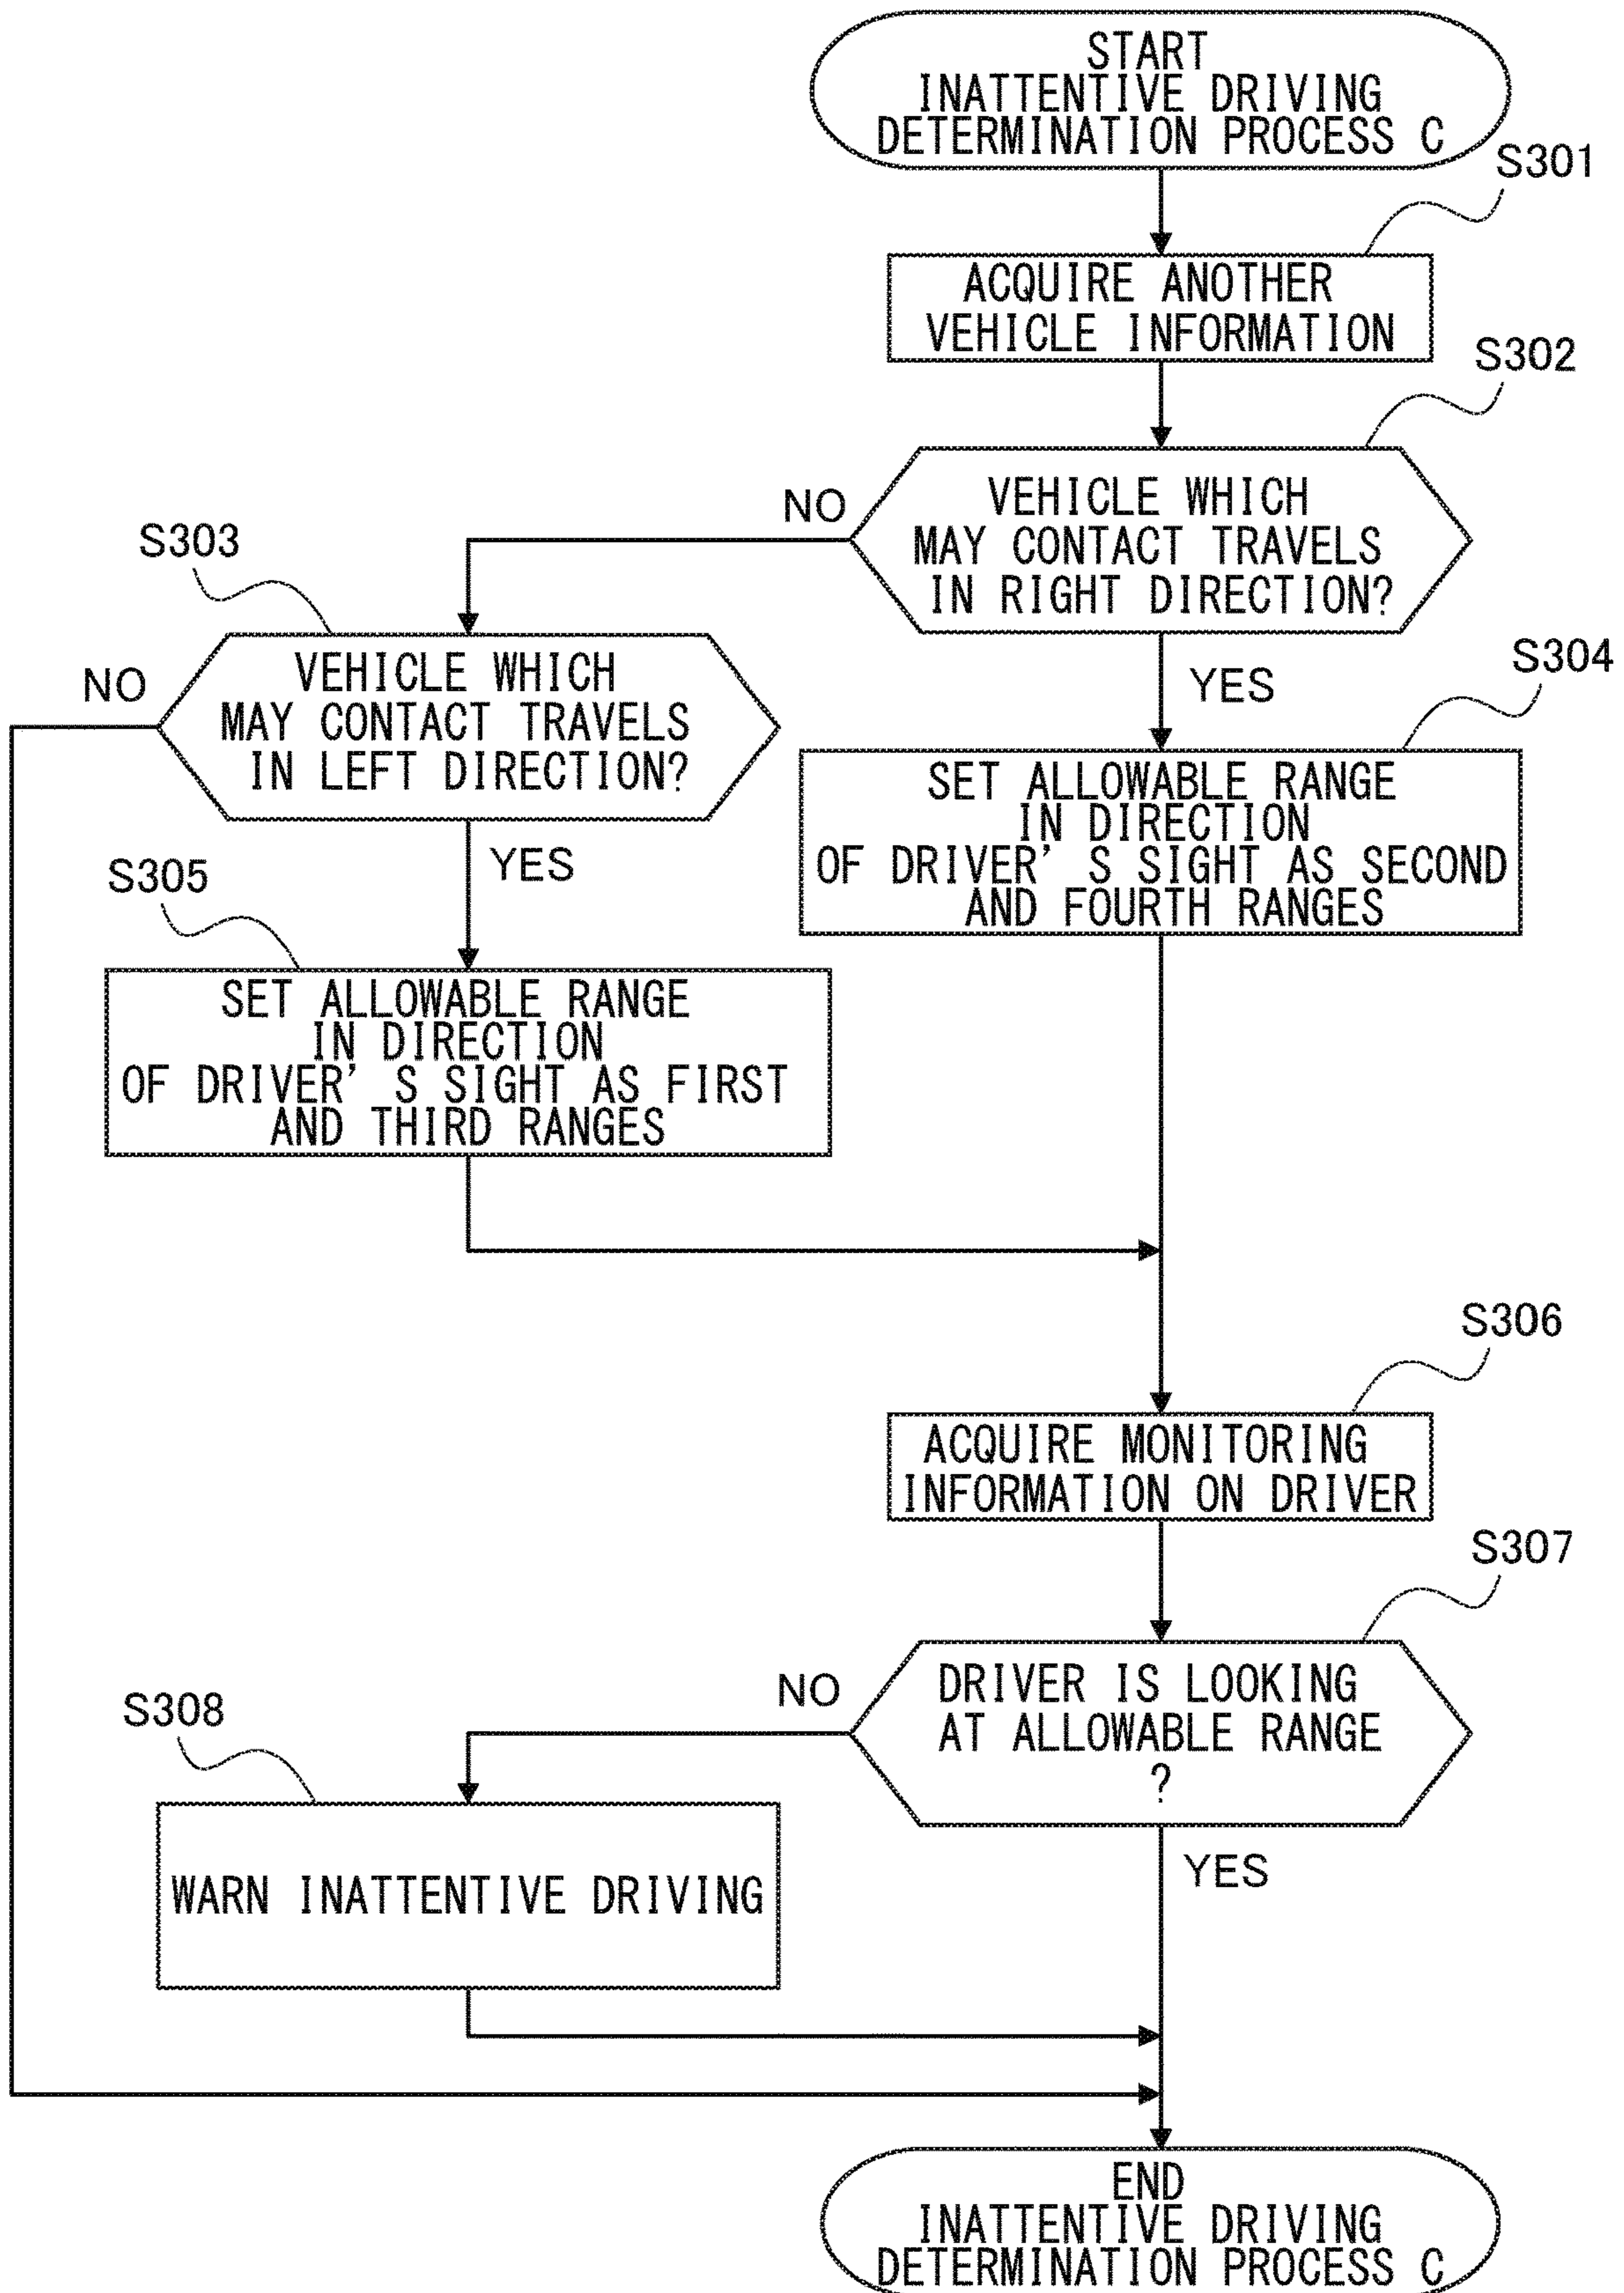 START
INATTENTIVE DRIVING
DETERMINATION PROCESS C
S301
ACQUIRE ANOTHER
VEHICLE INFORMATION
S302
VEHICLE WHICH
MAY CONTACT TRAVELS
IN RIGHT DIRECTION?
NO
YES
S303
VEHICLE WHICH
MAY CONTACT TRAVELS
IN LEFT DIRECTION?
NO
YES
S304
SET ALLOWABLE RANGE
IN DIRECTION
OF DRIVER' S SIGHT AS SECOND
AND FOURTH RANGES
S305
SET ALLOWABLE RANGE
IN DIRECTION
OF DRIVER' S SIGHT AS FIRST
AND THIRD RANGES
S306
ACQUIRE MONITORING
INFORMATION ON DRIVER
S307
DRIVER IS LOOKING
AT ALLOWABLE RANGE
?
NO
YES
S308
WARN INATTENTIVE DRIVING
END
INATTENTIVE DRIVING
DETERMINATION PROCESS C